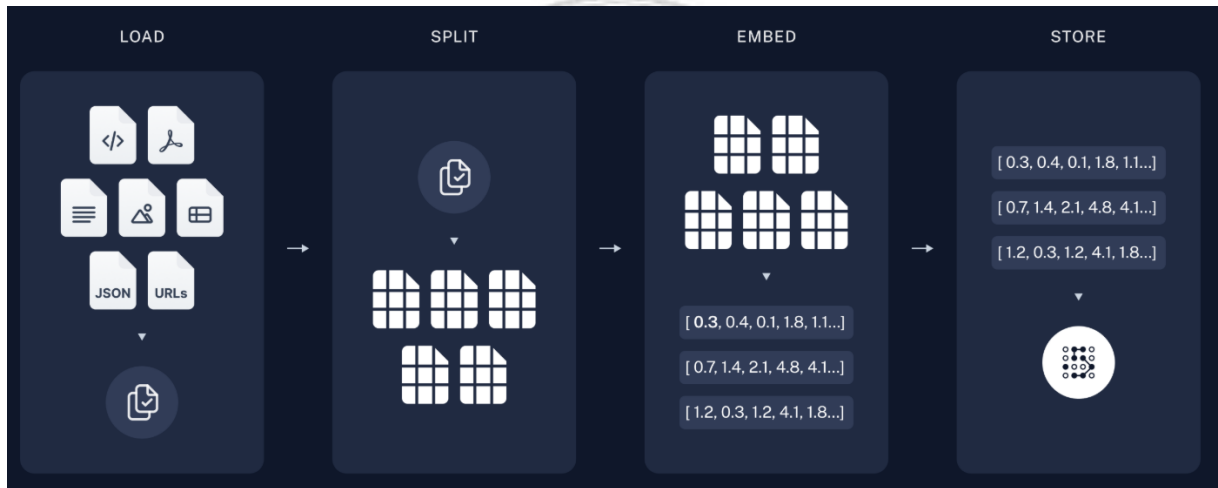 LOAD
SPLIT
EMBED
STORE
</>
JSON
URLs
[ 0.3, 0.4, 0.1, 1.8, 1.1...]
[ 0.7, 1.4, 2.1, 4.8, 4.1...]
[ 1.2, 0.3, 1.2, 4.1, 1.8...]
[ 0.3, 0.4, 0.1, 1.8, 1.1...]
[ 0.7, 1.4, 2.1, 4.8, 4.1...]
[ 1.2, 0.3, 1.2, 4.1, 1.8...]